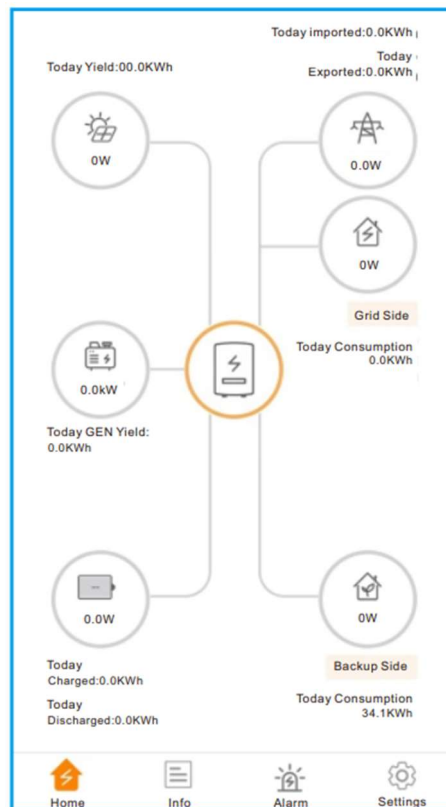 Today imported:0.0KWh
Today
Exported:0.0KWh
Today Yield:00.0KWh
0W
0.0W
0W
Grid Side
Today Consumption
0.0KWh
0.0kW
Today GEN Yield:
0.0KWh
0.0W
0W
Today
Charged:0.0KWh
Today
Discharged:0.0KWh
Backup Side
Today Consumption
34.1KWh
Home
Info
Alarm
Settings